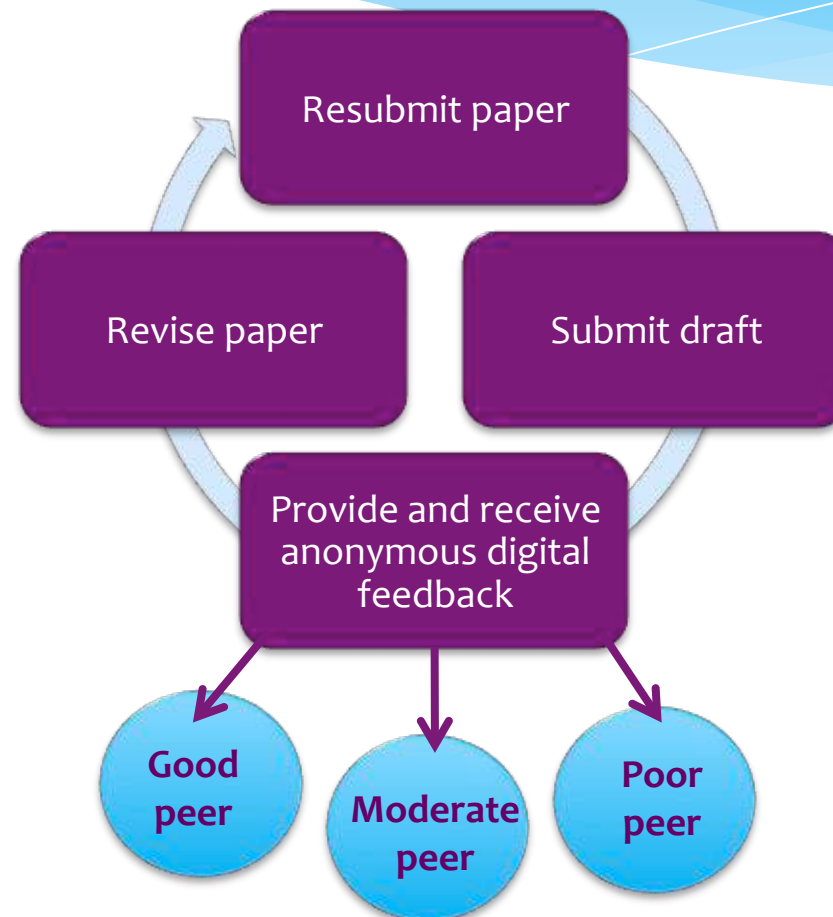 Resubmit paper
Revise paper
Submit draft
Provide and receive
anonymous digital
feedback
Good
peer
Moderate
peer
Poor
peer